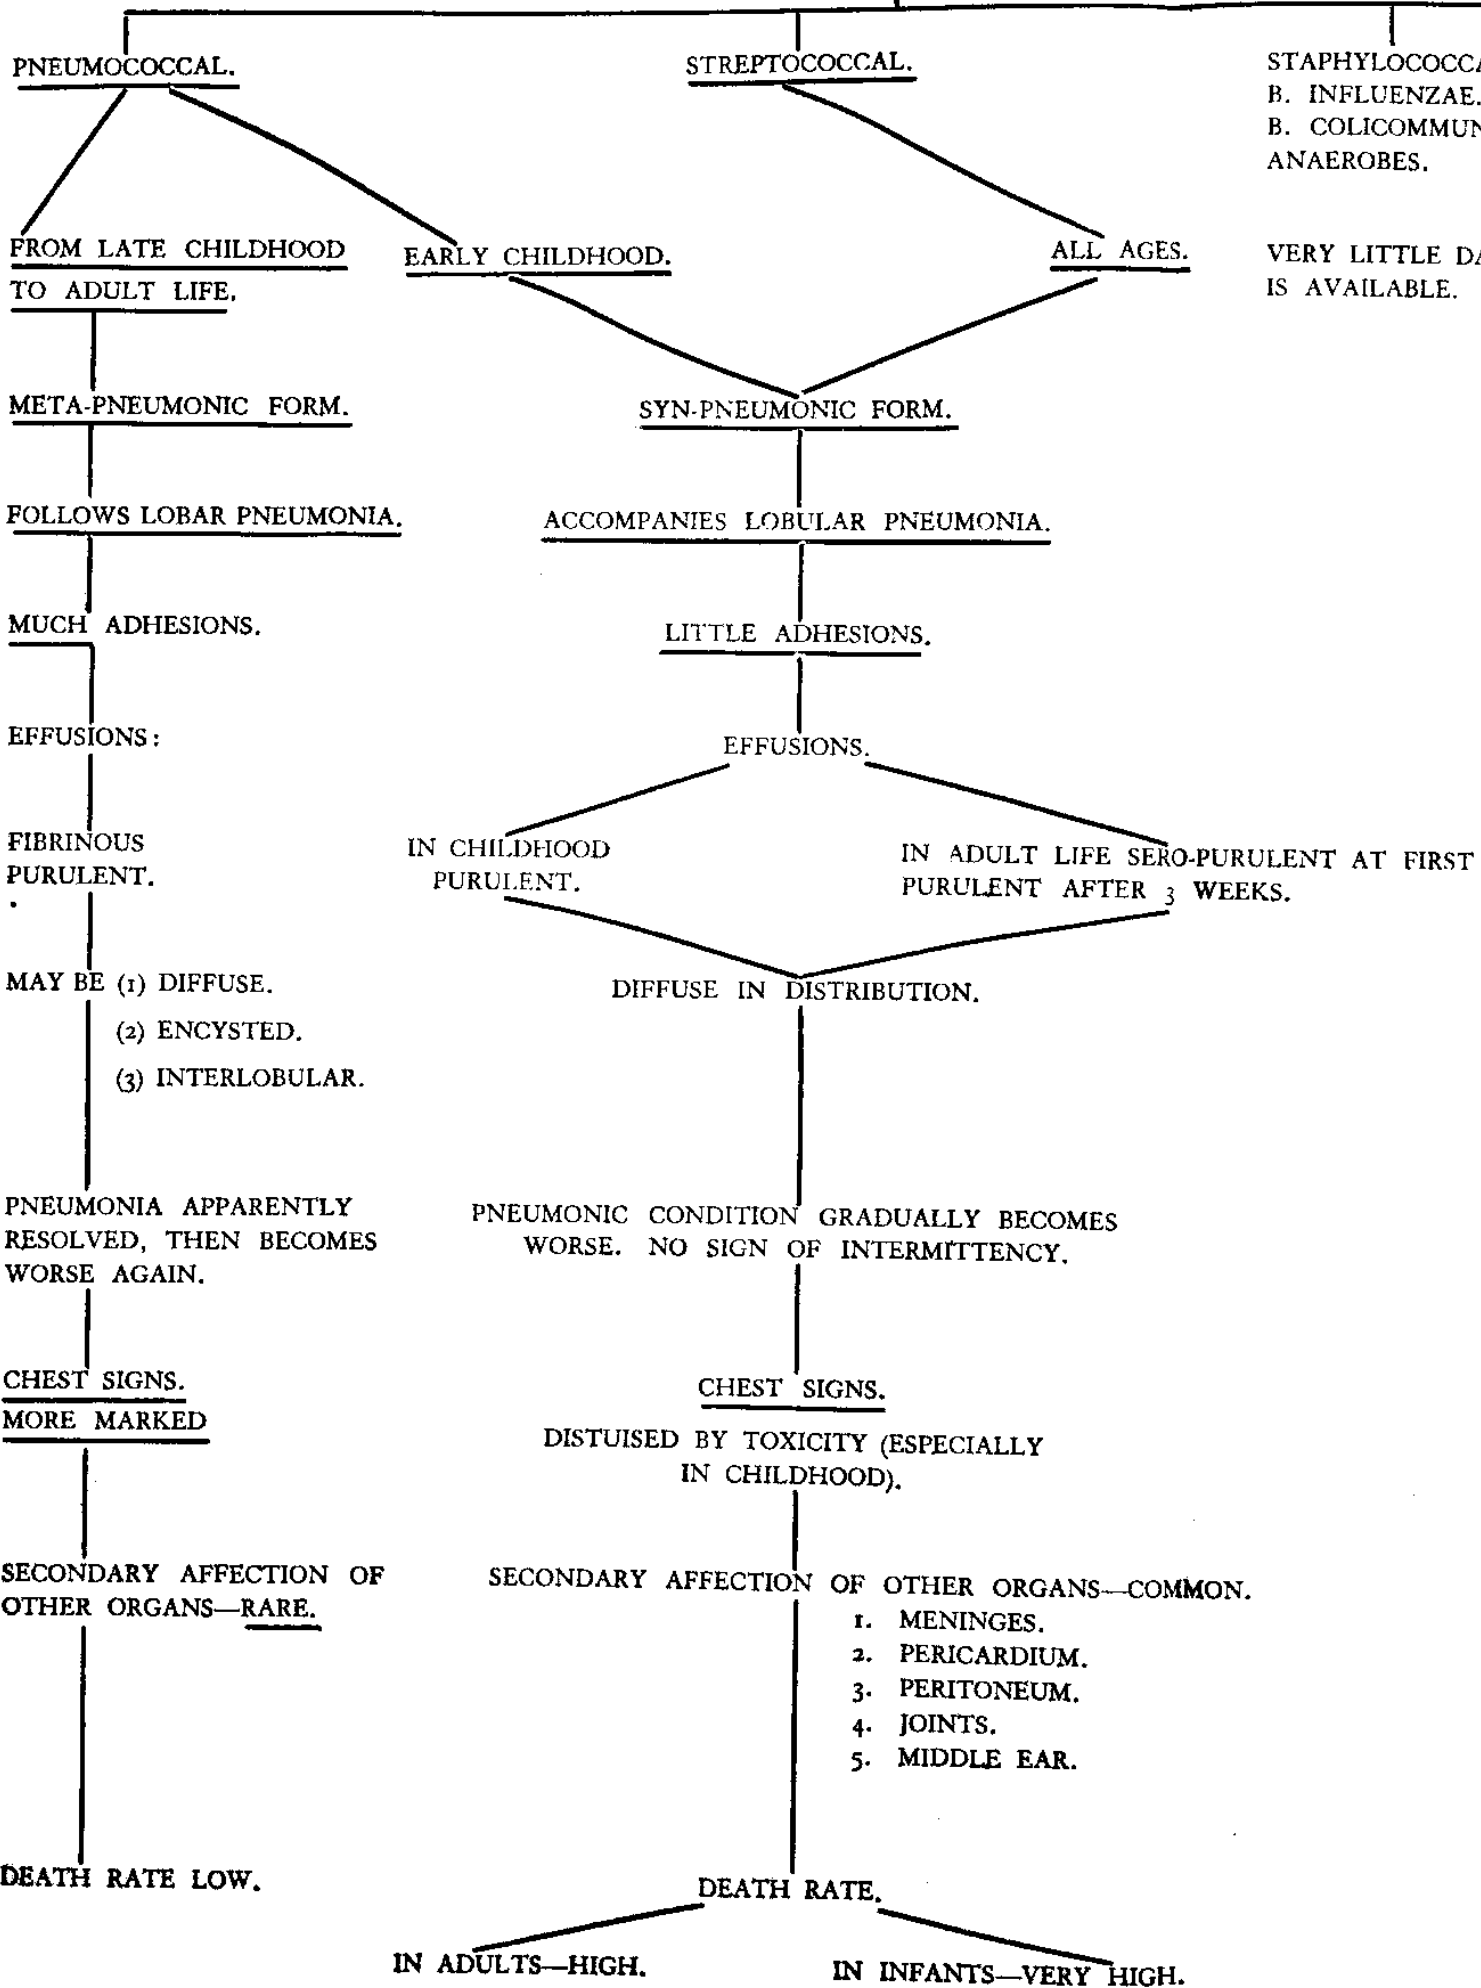 PNEUMOCOCCAL.
STREPTOCOCCAL.
STAPHYLOCOCCA
B. INFLUENZAE.
B. COLICOMMUN
ANAEROBES.
FROM LATE CHILDHOOD
TO ADULT LIFE.
EARLY CHILDHOOD.
ALL AGES.
VERY LITTLE DA
IS AVAILABLE.
META-PNEUMONIC FORM.
SYN-PNEUMONIC FORM.
FOLLOWS LOBAR PNEUMONIA.
ACCOMPANIES LOBULAR PNEUMONIA.
MUCH ADHESIONS.
LITTLE ADHESIONS.
EFFUSIONS:
EFFUSIONS.
FIBRINOUS
PURULENT.
IN CHILDHOOD
PURULENT.
IN ADULT LIFE SERO-PURULENT AT FIRST
PURULENT AFTER 3 WEEKS.
MAY BE (1) DIFFUSE.
(2) ENCYSTED.
(3) INTERLOBULAR.
DIFFUSE IN DISTRIBUTION.
PNEUMONIA APPARENTLY
RESOLVED, THEN BECOMES
WORSE AGAIN.
PNEUMONIC CONDITION GRADUALLY BECOMES
WORSE. NO SIGN OF INTERMITTENCY.
CHEST SIGNS.
MORE MARKED
CHEST SIGNS.
DISTUISED BY TOXICITY (ESPECIALLY
IN CHILDHOOD).
SECONDARY AFFECTION OF
OTHER ORGANS—RARE.
SECONDARY AFFECTION OF OTHER ORGANS—COMMON.
1. MENINGES.
2. PERICARDIUM.
3. PERITONEUM.
4. JOINTS.
5. MIDDLE EAR.
DEATH RATE LOW.
DEATH RATE.
IN ADULTS—HIGH.
IN INFANTS—VERY HIGH.